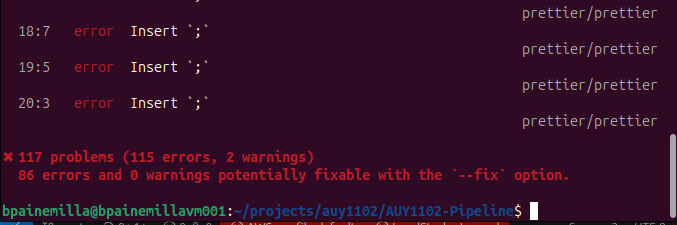 prettier/prettier
18:7 error Insert `;`
prettier/prettier
19:5 error Insert `;`
prettier/prettier
20:3 error Insert `;`
prettier/prettier
✖ 117 problems (115 errors, 2 warnings)
86 errors and 0 warnings potentially fixable with the `--fix` option.
bpainemilla@bpainemillavm001:~/projects/auy1102/AUY1102-Pipeline$